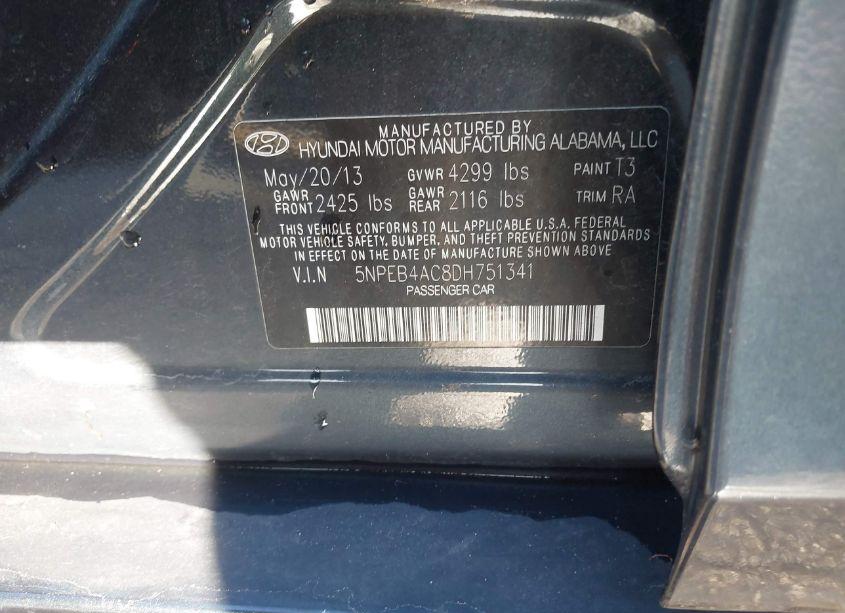 MANUFACTURED BY
HYUNDAI MOTOR MANUFACTURING ALABAMA, LLC
May/20/13 GVWR 4299 lbs PAINT T3
GAWR FRONT 2425 lbs GAWR REAR 2116 lbs TRIM RA
THIS VEHICLE CONFORMS TO ALL APPLICABLE U.S.A. FEDERAL
MOTOR VEHICLE SAFETY, BUMPER, AND THEFT PREVENTION STANDARDS
IN EFFECT ON THE DATE OF MANUFACTURE SHOWN ABOVE
V.I.N 5NPEB4AC8DH751341
PASSENGER CAR